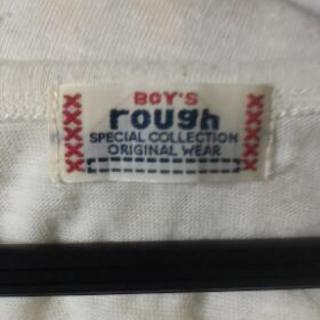 BOY'S
rough
SPECIAL COLLECTION
ORIGINAL WEAR